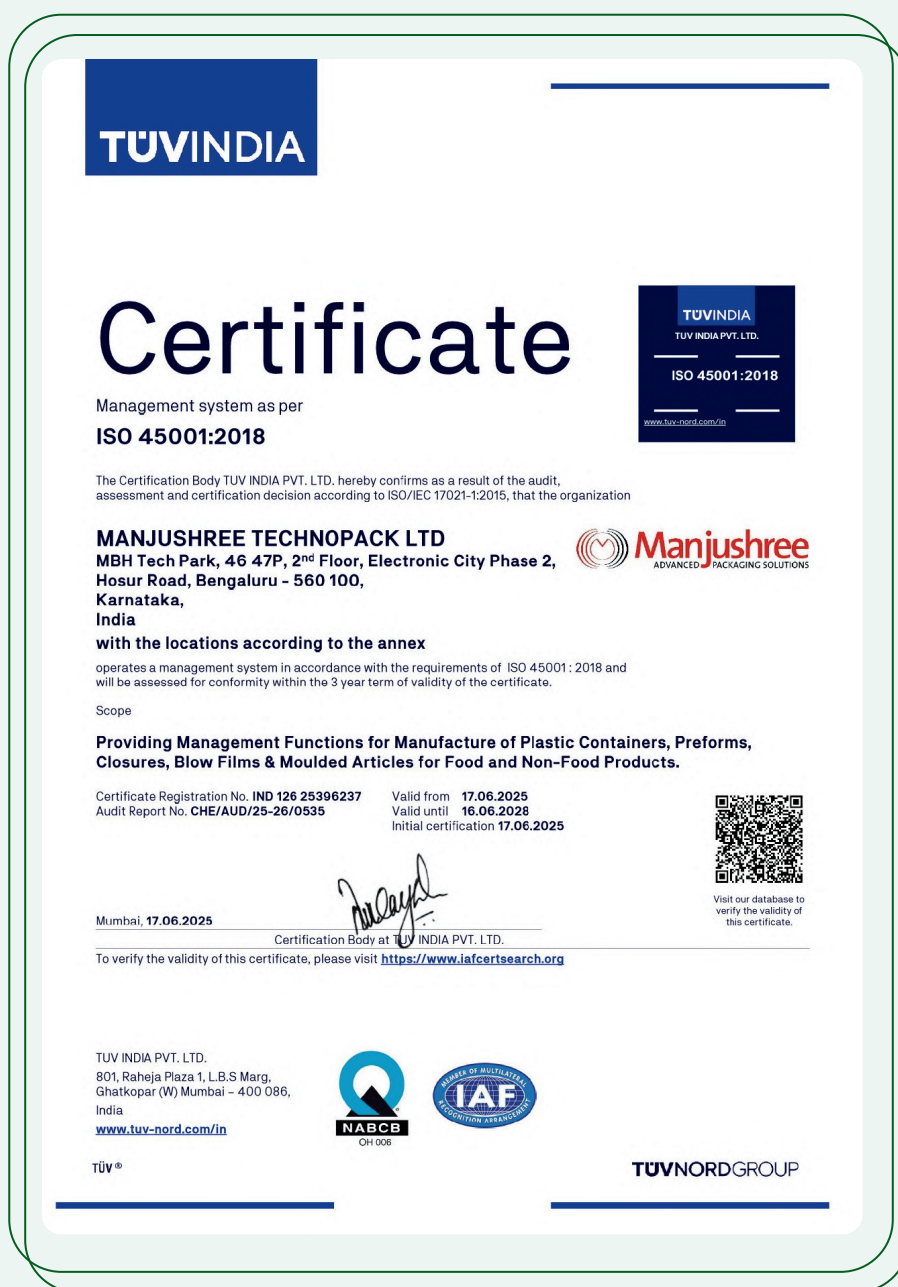 TÜVINDIA
Certificate
Management system as per
ISO 45001:2018
TÜVINDIA
TUV INDIA PVT. LTD.
ISO 45001:2018
www.tuv-nord.com/in
The Certification Body TUV INDIA PVT. LTD. hereby confirms as a result of the audit,
assessment and certification decision according to ISO/IEC 17021-1:2015, that the organization
MANJUSHREE TECHNOPACK LTD
MBH Tech Park, 46 47P, 2nd Floor, Electronic City Phase 2,
Hosur Road, Bengaluru - 560 100,
Karnataka,
India
Manjushree
ADVANCED PACKAGING SOLUTIONS
with the locations according to the annex
operates a management system in accordance with the requirements of ISO 45001 : 2018 and
will be assessed for conformity within the 3 year term of validity of the certificate.
Scope
Providing Management Functions for Manufacture of Plastic Containers, Preforms,
Closures, Blow Films & Moulded Articles for Food and Non-Food Products.
Certificate Registration No. IND 126 25396237
Audit Report No. CHE/AUD/25-26/0535
Valid from 17.06.2025
Valid until 16.06.2028
Initial certification 17.06.2025
Visit our database to
verify the validity of
this certificate.
Mumbai, 17.06.2025
Certification Body at TUV INDIA PVT. LTD.
To verify the validity of this certificate, please visit https://www.iafcertsearch.org
TUV INDIA PVT. LTD.
801, Raheja Plaza 1, L.B.S Marg,
Ghatkopar (W) Mumbai – 400 086,
India
www.tuv-nord.com/in
NABCB
OH 006
MEMBER OF MULTILATERAL
IAF
RECOGNITION ARRANGEMENT
TÜV ®
TÜVNORDGROUP